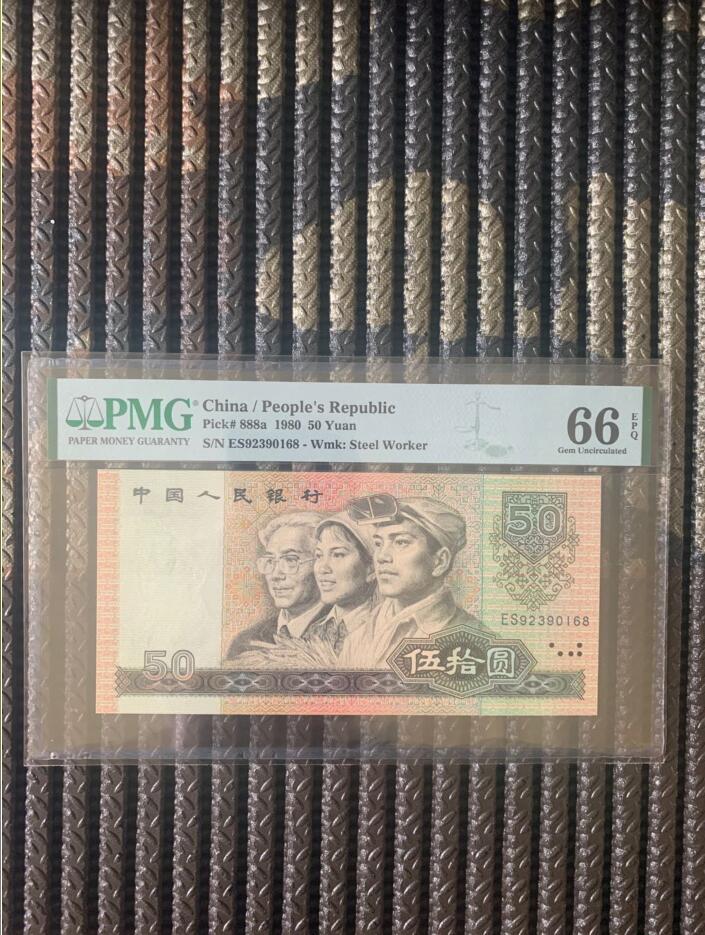 PMG
PAPER MONEY GUARANTY
China / People's Republic
Pick# 888a 1980 50 Yuan
S/N ES92390168 - Wmk: Steel Worker
66 EPQ
Gem Uncirculated
中国人民银行
50
ES92390168
50
伍拾圆